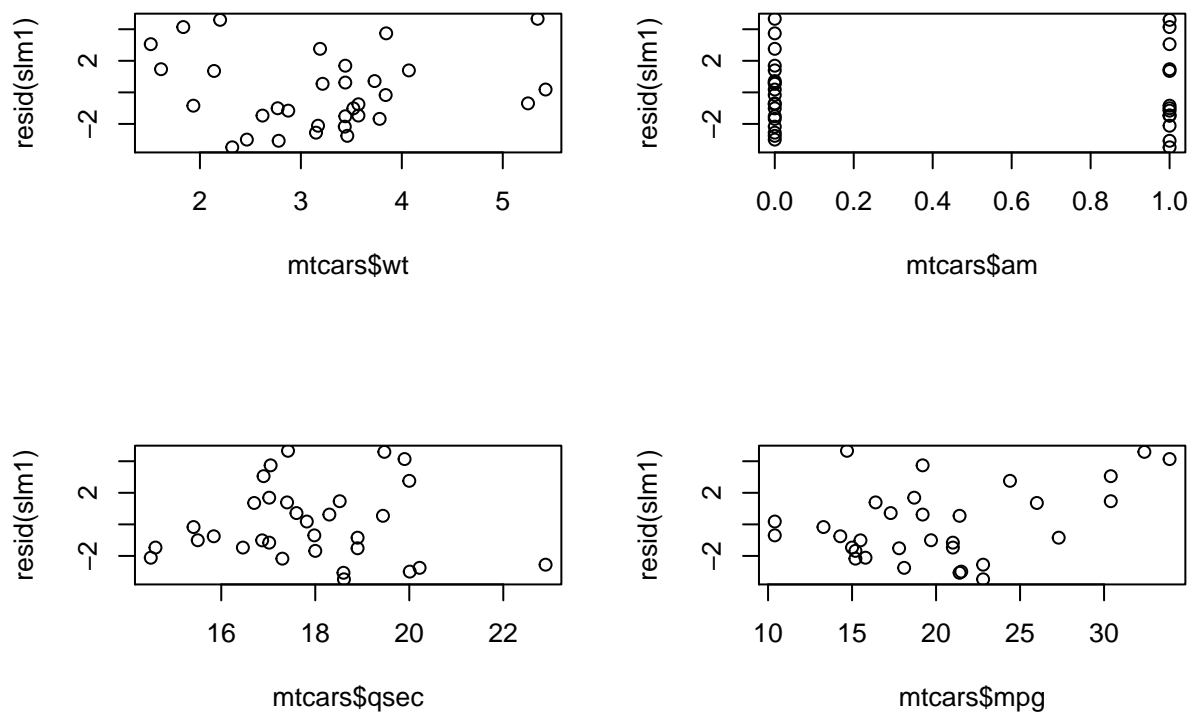 resid(slm1)
2
-2
2 3 4 5
mtcars$wt
resid(slm1)
2
-2
0.0 0.2 0.4 0.6 0.8 1.0
mtcars$am
resid(slm1)
2
-2
16 18 20 22
mtcars$qsec
resid(slm1)
2
-2
10 15 20 25 30
mtcars$mpg